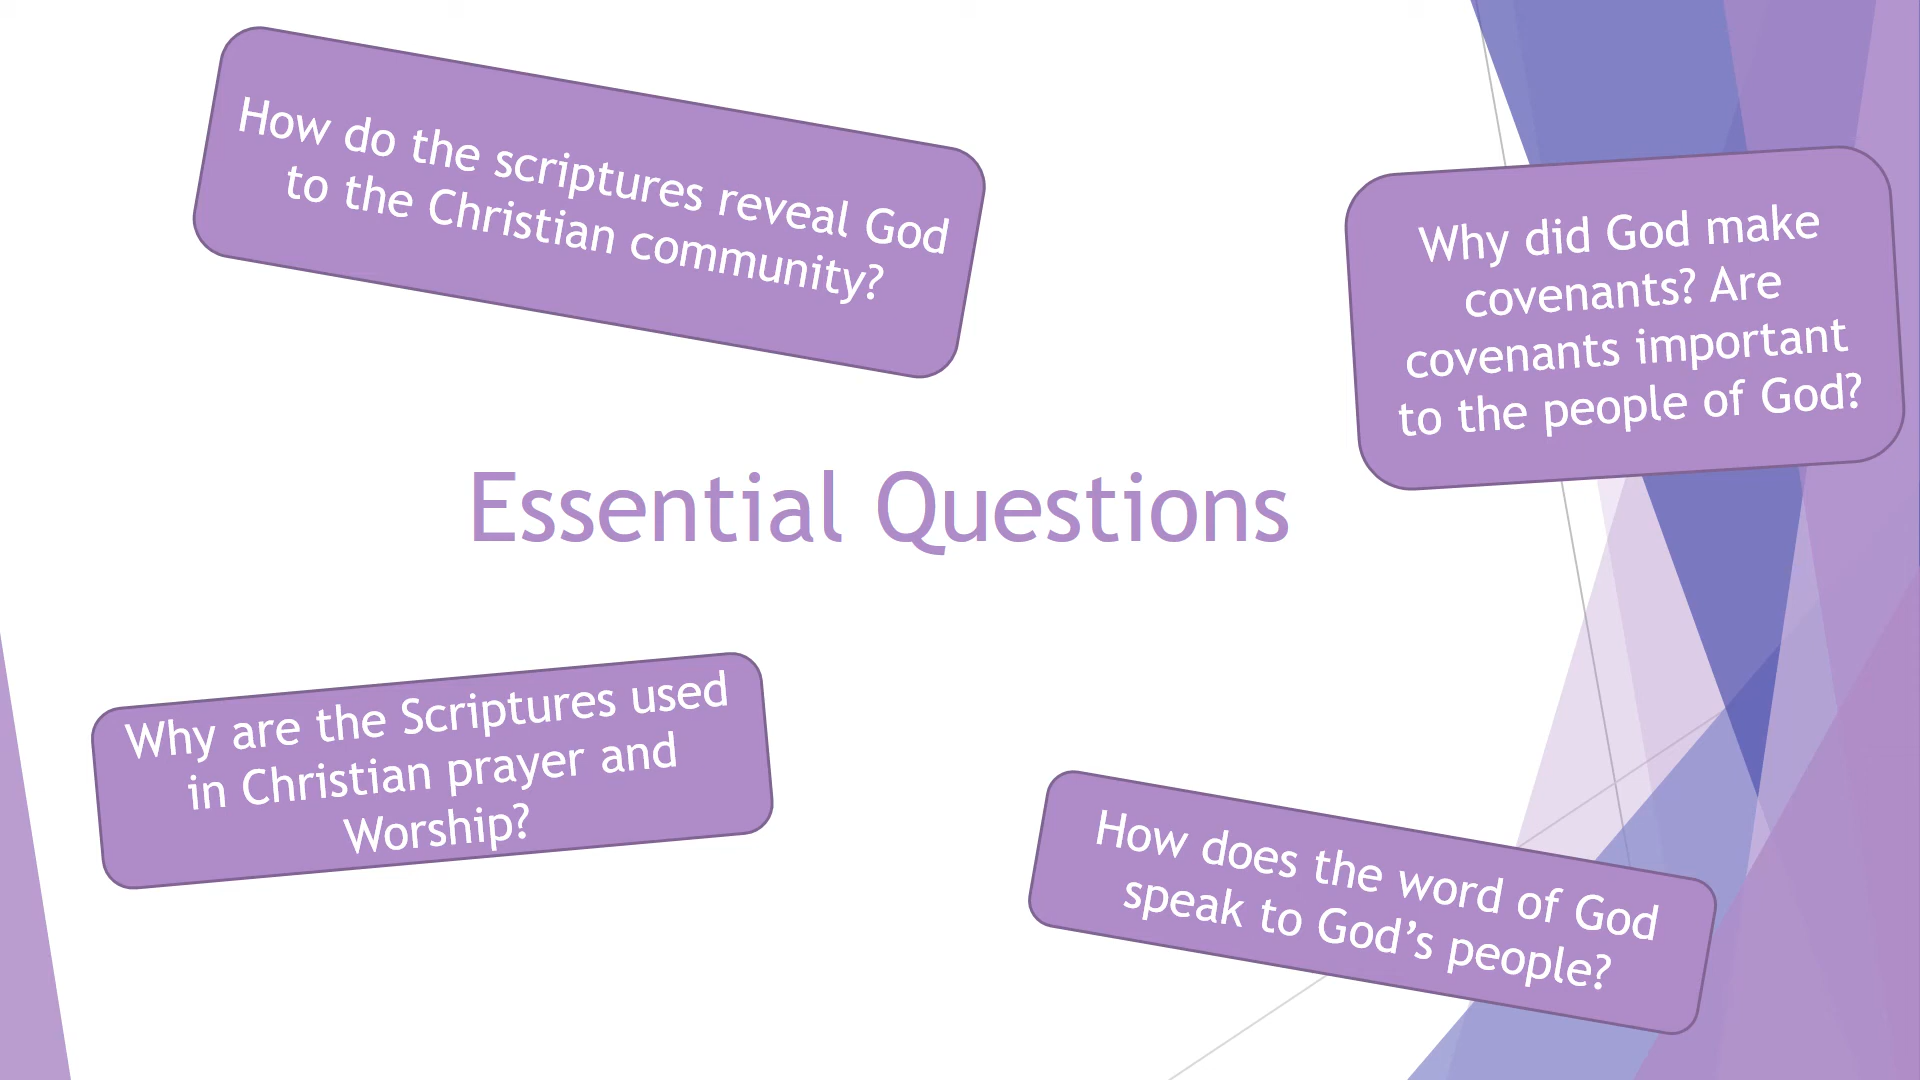 How do the scriptures reveal God
to the Christian community?
Why did God make
covenants? Are
covenants important
to the people of God?
Essential Questions
Why are the Scriptures used
in Christian prayer and
Worship?
How does the word of God
speak to God’s people?